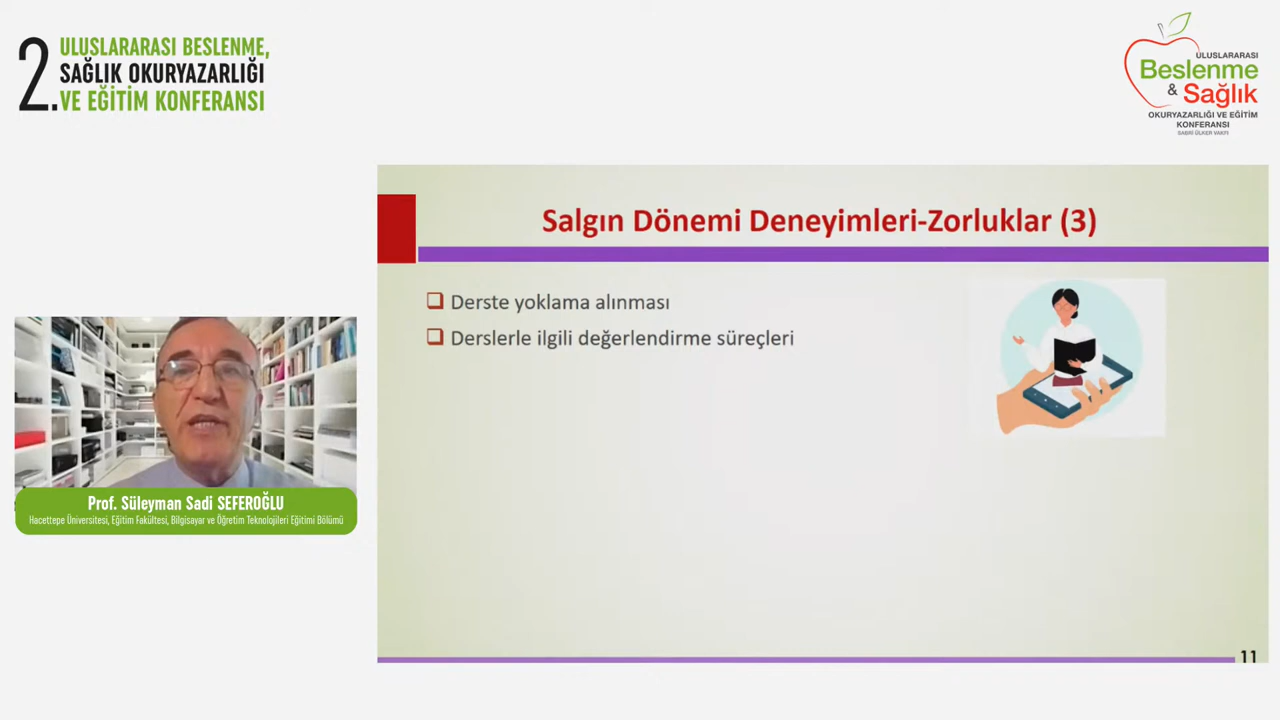 2.
ULUSLARARASI BESLENME,
SAĞLIK OKURYAZARLIĞI
VE EĞİTİM KONFERANSI
ULUSLARARASI
Beslenme
& Sağlık
OKURYAZARLIĞI VE EĞİTİM
KONFERANSI
SABRİ ÜLKER VAKFI
Salgın Dönemi Deneyimleri-Zorluklar (3)
Derste yoklama alınması
Derslerle ilgili değerlendirme süreçleri
Prof. Süleyman Sadi SEFEROĞLU
Hacettepe Üniversitesi, Eğitim Fakültesi, Bilgisayar ve Öğretim Teknolojileri Eğitimi Bölümü
11